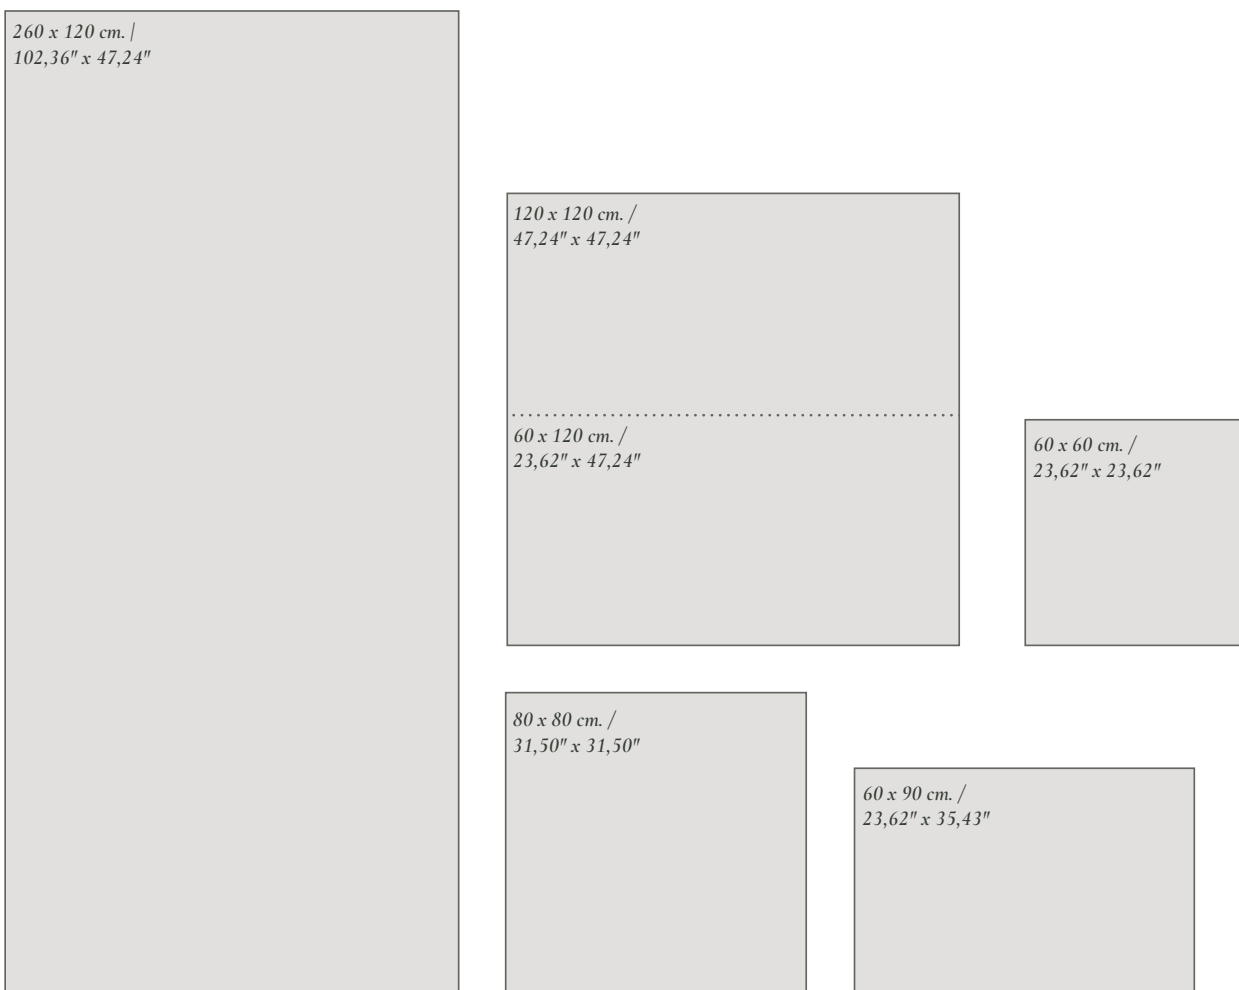 260 x 120 cm. |
102,36" x 47,24"
120 x 120 cm. /
47,24" x 47,24"
60 x 120 cm. /
23,62" x 47,24"
60 x 60 cm. /
23,62" x 23,62"
80 x 80 cm. /
31,50" x 31,50"
60 x 90 cm. /
23,62" x 35,43"